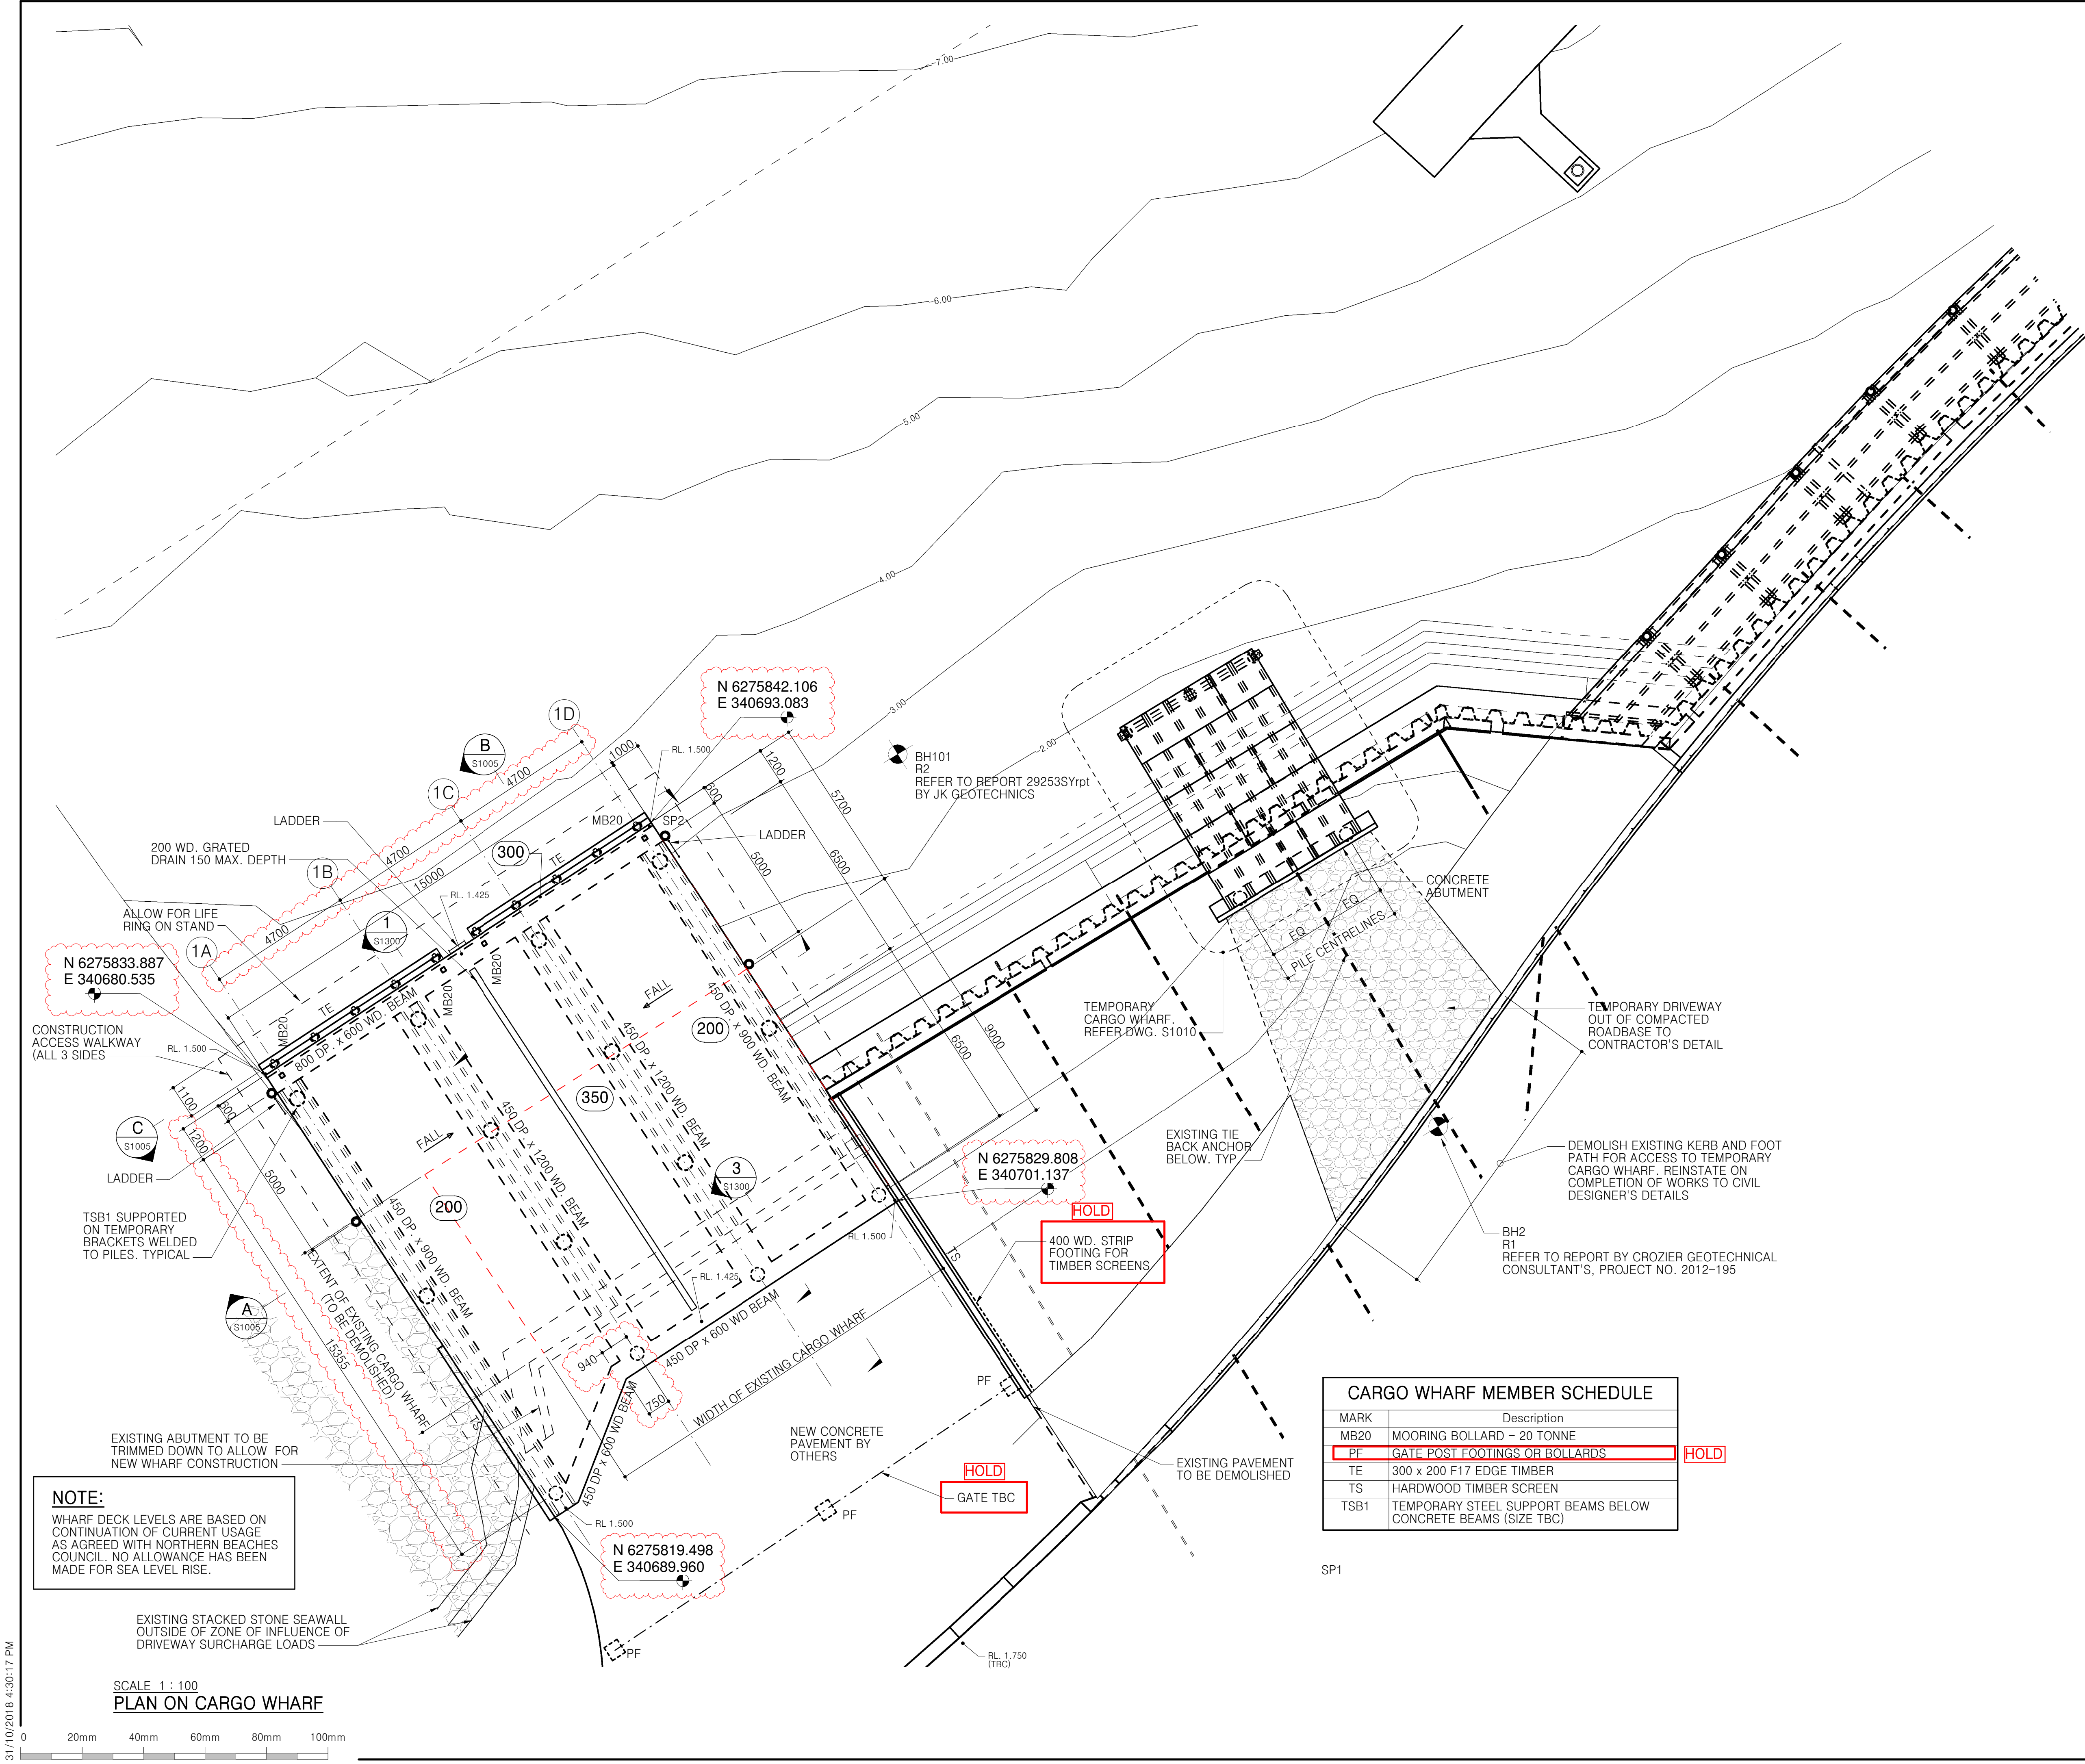 -7.00
-6.00
-5.00
-4.00
-3.00
-2.00
N 6275842.106
E 340693.083
1D
B
S1005
1000
RL. 1.500
4700
1C
1200
600
5700
BH101
R2
REFER TO REPORT 29253SYrpt
BY JK GEOTECHNICS
LADDER
MB20
SP2
LADDER
200 WD. GRATED
DRAIN 150 MAX. DEPTH
1B
4700
15000
300
TE
5000
6500
RL. 1.425
CONCRETE
ABUTMENT
ALLOW FOR LIFE
RING ON STAND
1
S1300
1A
4700
EQ
EQ
PILE CENTRELINES
N 6275833.887
E 340680.535
MB20
MB20
FALL
450 DP. x 900 WD. BEAM
TE
800 DP. x 600 WD. BEAM
TEMPORARY
CARGO WHARF.
REFER DWG. S1010
TEMPORARY DRIVEWAY
OUT OF COMPACTED
ROADBASE TO
CONTRACTOR'S DETAIL
CONSTRUCTION
ACCESS WALKWAY
(ALL 3 SIDES
RL. 1.500
MB20
200
450 DP. x 1200 WD. BEAM
9000
6500
1100
600
1200
350
C
S1005
FALL
450 DP. x 1200 WD. BEAM
EXISTING TIE
BACK ANCHOR
BELOW. TYP.
DEMOLISH EXISTING KERB AND FOOT
PATH FOR ACCESS TO TEMPORARY
CARGO WHARF. REINSTATE ON
COMPLETION OF WORKS TO CIVIL
DESIGNER'S DETAILS
LADDER
5000
3
S1300
N 6275829.808
E 340701.137
TSB1 SUPPORTED
ON TEMPORARY
BRACKETS WELDED
TO PILES. TYPICAL
200
450 DP. x 900 WD. BEAM
HOLD
400 WD. STRIP
FOOTING FOR
TIMBER SCREENS
RL 1.500
TS
BH2
R1
REFER TO REPORT BY CROZIER GEOTECHNICAL
CONSULTANT'S, PROJECT NO. 2012-195
EXTENT OF EXISTING CARGO WHARF
(TO BE DEMOLISHED)
RL. 1.425
A
S1005
15355
450 DP x 600 WD BEAM
940
750
WIDTH OF EXISTING CARGO WHARF
PF
TS
450 DP x 600 WD BEAM
CARGO WHARF MEMBER SCHEDULE
MARK Description
MB20 MOORING BOLLARD - 20 TONNE
PF GATE POST FOOTINGS OR BOLLARDS
HOLD
TE 300 x 200 F17 EDGE TIMBER
TS HARDWOOD TIMBER SCREEN
TSB1 TEMPORARY STEEL SUPPORT BEAMS BELOW
CONCRETE BEAMS (SIZE TBC)
EXISTING ABUTMENT TO BE
TRIMMED DOWN TO ALLOW FOR
NEW WHARF CONSTRUCTION
NEW CONCRETE
PAVEMENT BY
OTHERS
EXISTING PAVEMENT
TO BE DEMOLISHED
HOLD
GATE TBC
PF
NOTE:
WHARF DECK LEVELS ARE BASED ON
CONTINUATION OF CURRENT USAGE
AS AGREED WITH NORTHERN BEACHES
COUNCIL. NO ALLOWANCE HAS BEEN
MADE FOR SEA LEVEL RISE.
RL 1.500
N 6275819.498
E 340689.960
SP1
EXISTING STACKED STONE SEAWALL
OUTSIDE OF ZONE OF INFLUENCE OF
DRIVEWAY SURCHARGE LOADS
PF
RL. 1.750
(TBC)
SCALE 1 : 100
PLAN ON CARGO WHARF
0 20mm 40mm 60mm 80mm 100mm
31/10/2018 4:30:17 PM